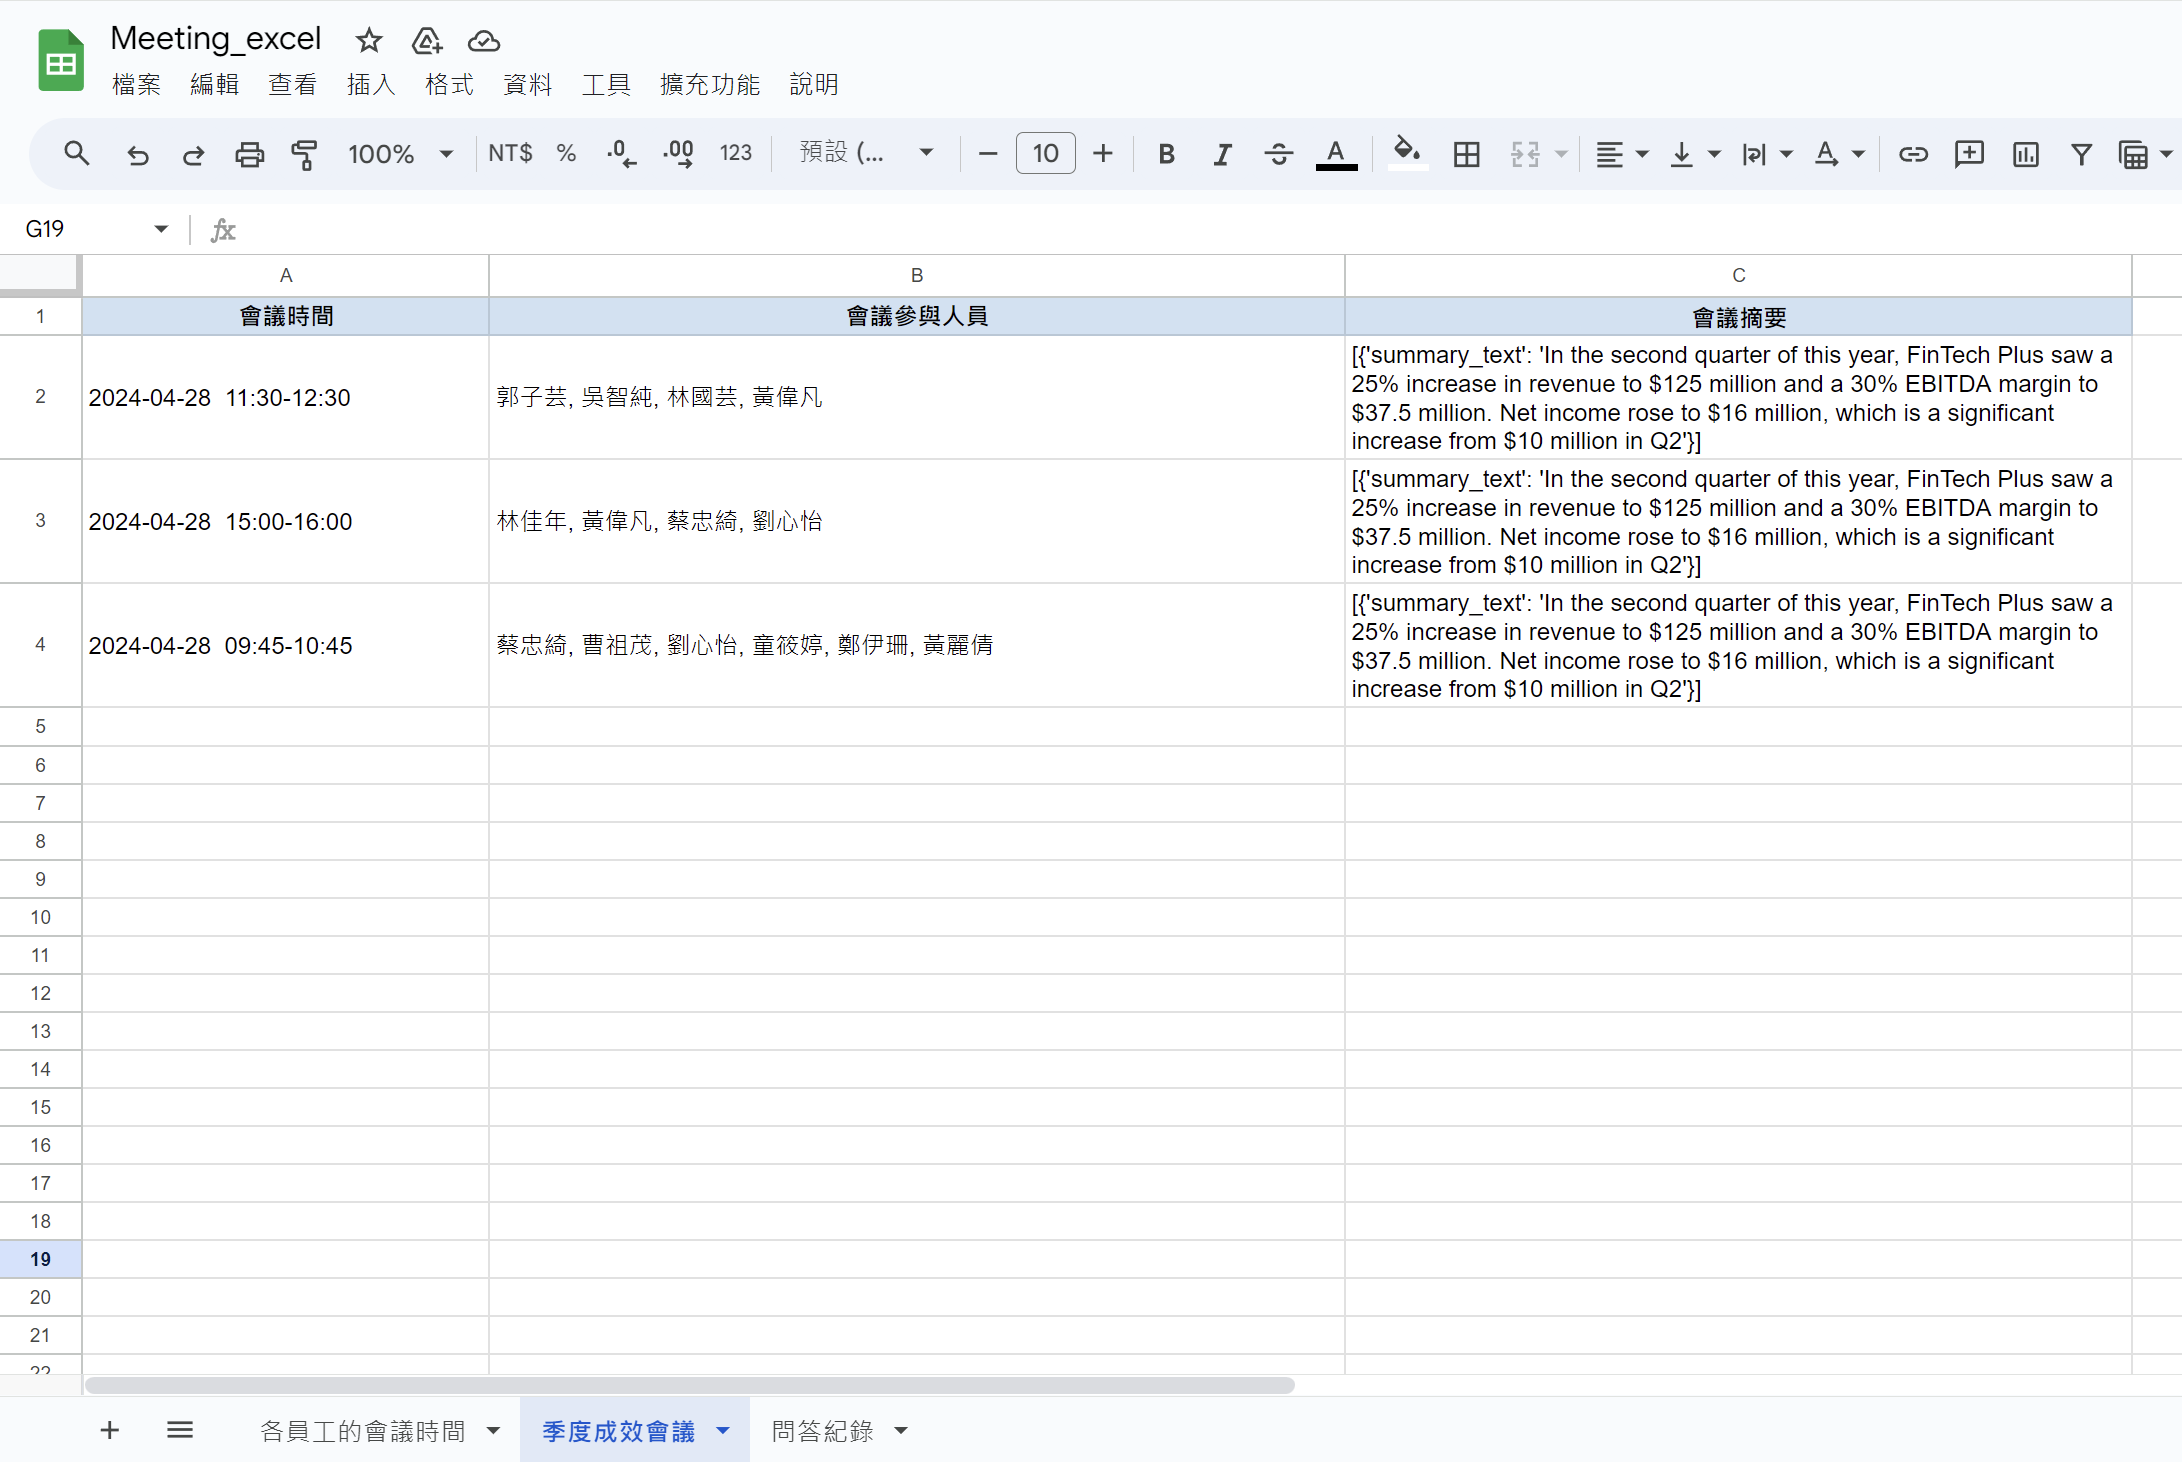 Meeting_excel
檔案 編輯 查看 插入 格式 資料 工具 擴充功能 說明
100% NT$ % .0 .00 123 預設 (... 10 B I A A
G19 fx
A B C
1 會議時間 會議參與人員 會議摘要
2 2024-04-28 11:30-12:30 郭子芸, 吳智純, 林國芸, 黃偉凡
[{'summary_text': 'In the second quarter of this year, FinTech Plus saw a
25% increase in revenue to $125 million and a 30% EBITDA margin to
$37.5 million. Net income rose to $16 million, which is a significant
increase from $10 million in Q2'}]
3 2024-04-28 15:00-16:00 林佳年, 黃偉凡, 蔡忠綺, 劉心怡
[{'summary_text': 'In the second quarter of this year, FinTech Plus saw a
25% increase in revenue to $125 million and a 30% EBITDA margin to
$37.5 million. Net income rose to $16 million, which is a significant
increase from $10 million in Q2'}]
4 2024-04-28 09:45-10:45 蔡忠綺, 曹祖茂, 劉心怡, 童筱婷, 鄭伊珊, 黃麗倩
[{'summary_text': 'In the second quarter of this year, FinTech Plus saw a
25% increase in revenue to $125 million and a 30% EBITDA margin to
$37.5 million. Net income rose to $16 million, which is a significant
increase from $10 million in Q2'}]
5
6
7
8
9
10
11
12
13
14
15
16
17
18
19
20
21
22
各員工的會議時間 季度成效會議 問答紀錄